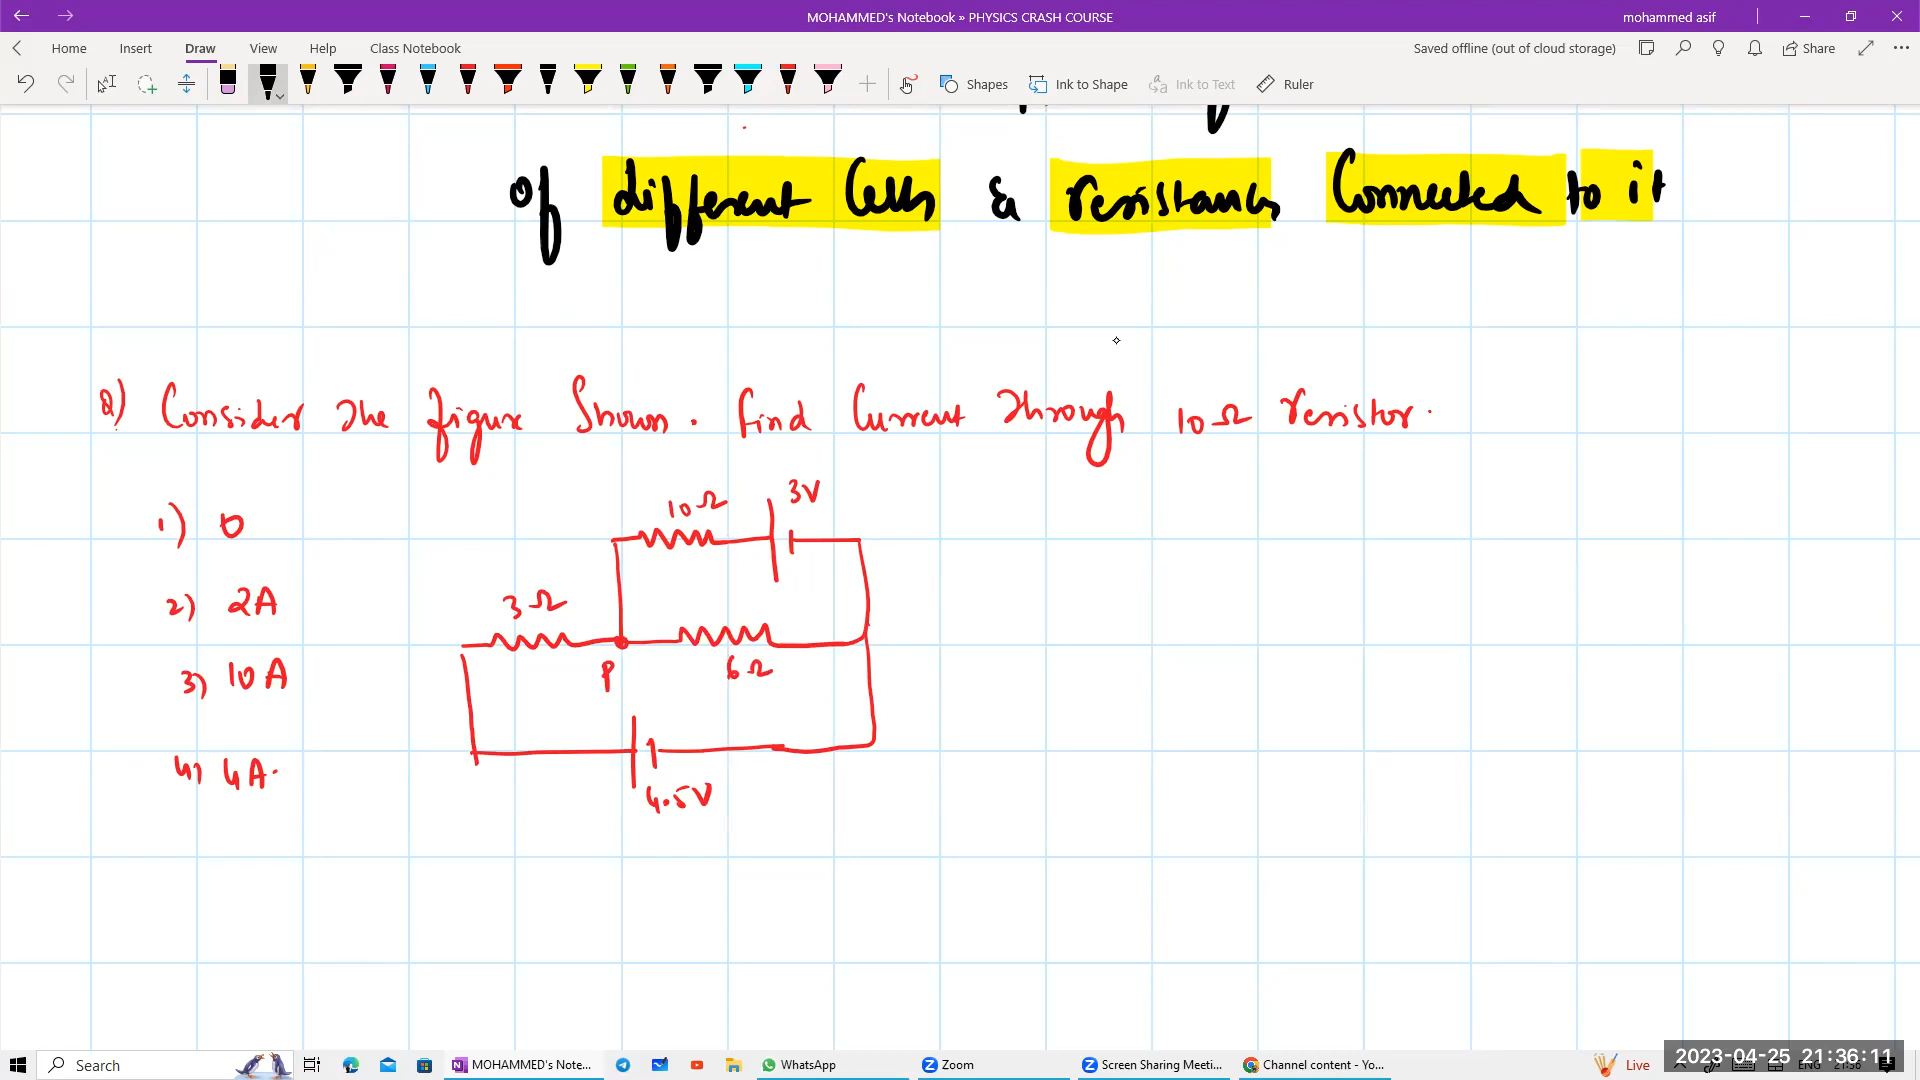 MOHAMMED's Notebook » PHYSICS CRASH COURSE
mohammed asif
Home Insert Draw View Help Class Notebook
Saved offline (out of cloud storage)
Share
Shapes Ink to Shape Ink to Text Ruler
of different Cells & resistances Connected to it
Q) Consider the figure Shown. Find Current through 10Ω resistor.
1) 0
2) 2A
3) 10A
4) 4A.
10Ω
3V
3Ω
P
6Ω
4.5V
Search
MOHAMMED's Note...
WhatsApp
Zoom
Screen Sharing Meeti...
Channel content - Yo...
Live
2023-04-25 21:36:11